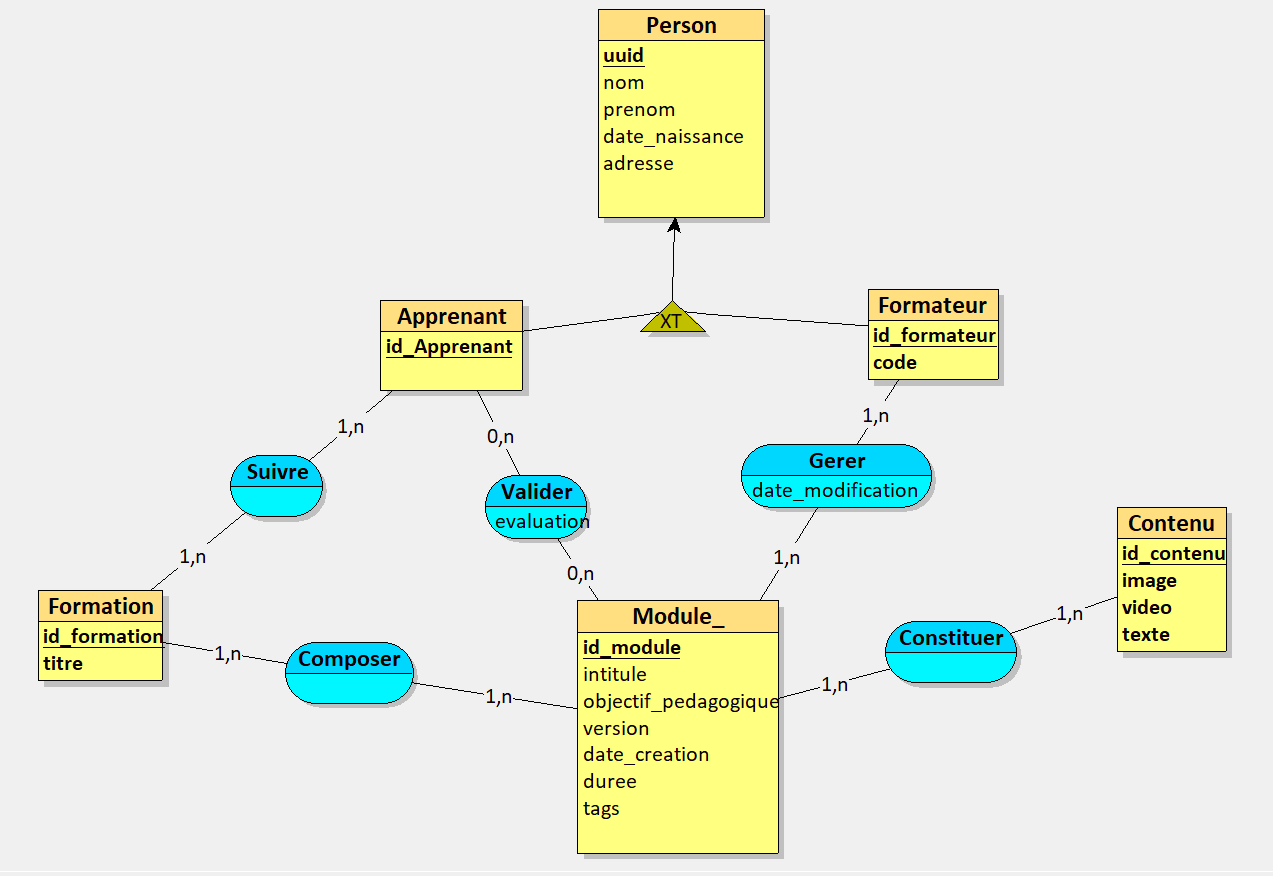 Person
uuid
nom
prenom
date_naissance
adresse
XT
Apprenant
id_Apprenant
Formateur
id_formateur
code
1,n
0,n
1,n
Suivre
Valider
evaluation
Gerer
date_modification
1,n
0,n
1,n
Formation
id_formation
titre
1,n
Composer
1,n
Module_
id_module
intitule
objectif_pedagogique
version
date_creation
duree
tags
1,n
Constituer
1,n
Contenu
id_contenu
image
video
texte